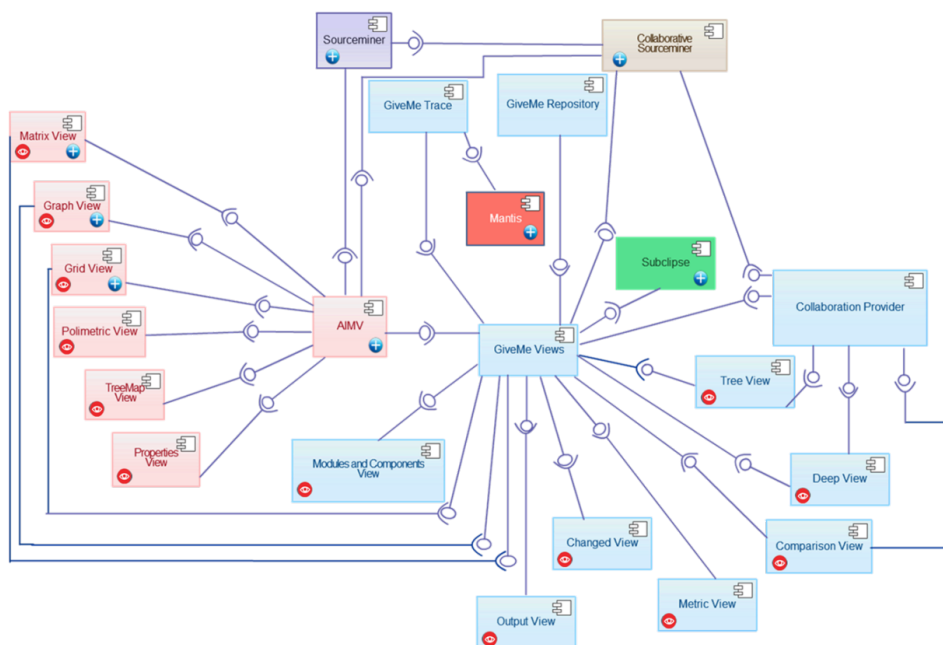 Sourceminer
Collaborative
Sourceminer
GiveMe Trace
GiveMe Repository
Matrix View
Graph View
Mantis
Grid View
Subclipse
Polimetric View
AIMV
GiveMe Views
Collaboration Provider
TreeMap
View
Tree View
Properties
View
Modules and Components
View
Deep View
Changed View
Comparison View
Metric View
Output View